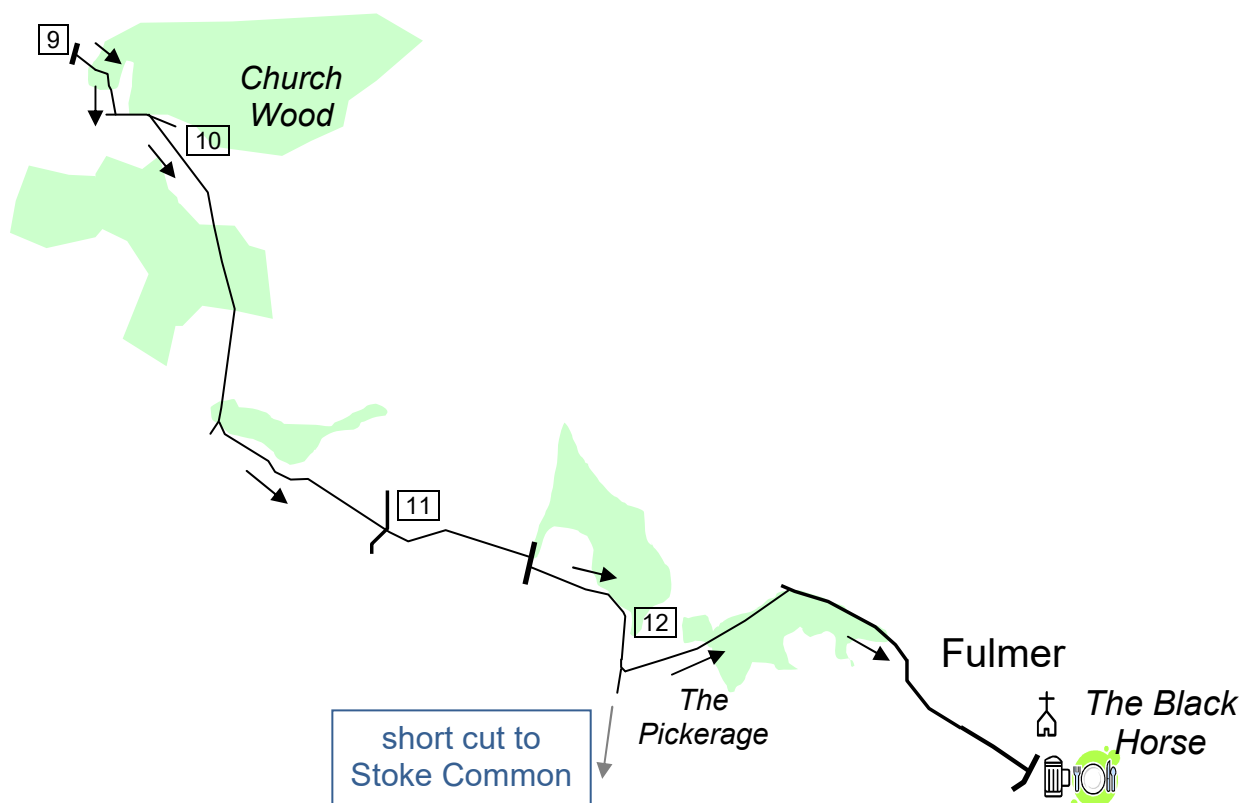 9
Church
Wood
10
11
12
Fulmer
The
Pickerage
The Black
Horse
short cut to
Stoke Common